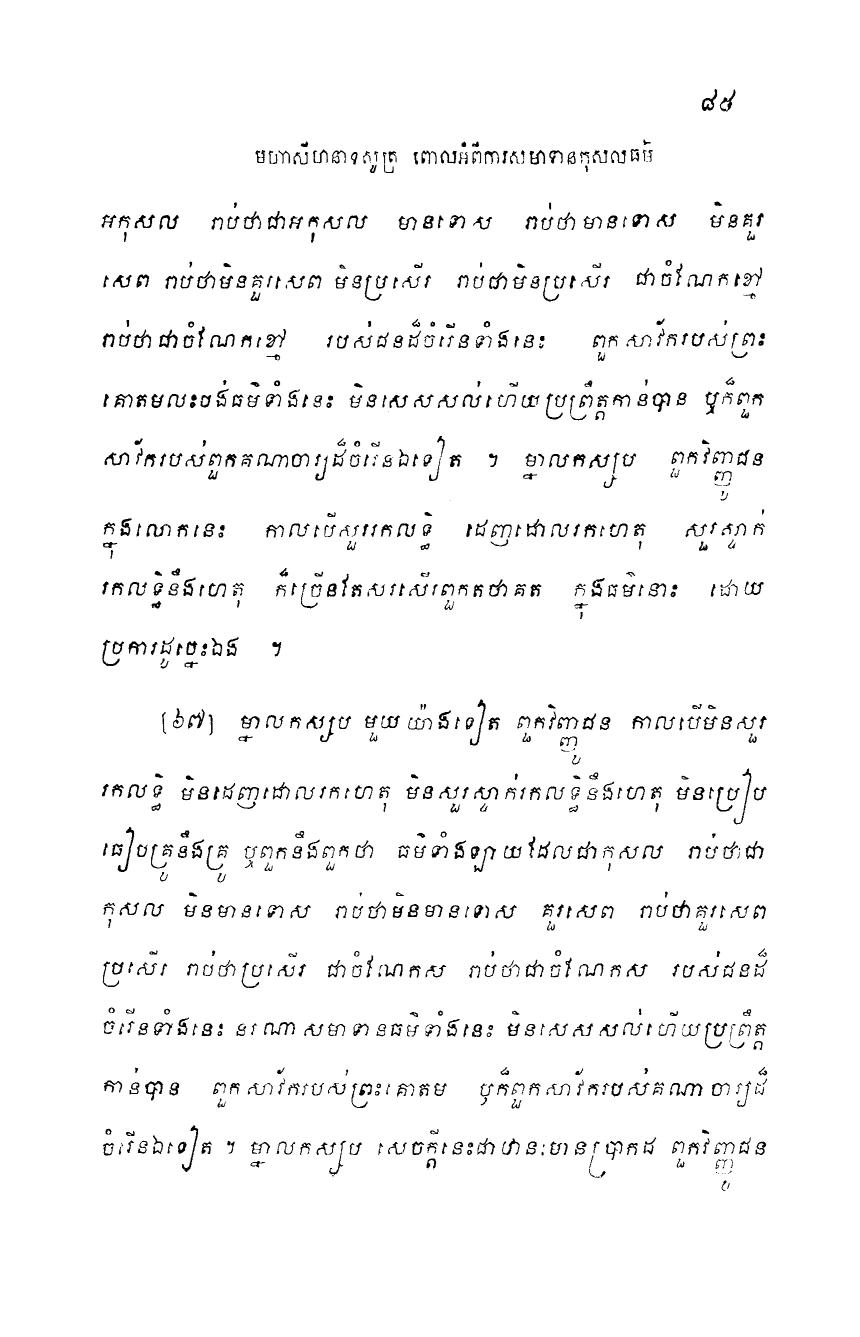 ៨៥
មហាសីហនាទសូត្រ ពោលអំពីការសមាទានកុសលធម៌
អកុសល រាប់ថាជាអកុសល មានទោស រាប់ថាមានទោស មិនគួរ
សេព រាប់ថាមិនគួរសេព មិនប្រសើរ រាប់ជាមិនប្រសើរ ជាចំណែកខ្មៅ
រាប់ថាជាចំណែកខ្មៅ របស់ជនដ៏ចំរើនទាំងនេះ ពួកសាវ័ករបស់ព្រះ
គោតមលះបង់ធម៌ទាំងនេះ មិនសេសសល់ហើយប្រព្រឹត្តកាន់បាន ឬក៏ពួក
សាវ័ករបស់ពួកគណាចារ្យដ៏ចំរើនឯទៀត ។ ម្នាលកស្សប ពួកវិញ្ញូជន
ក្នុងលោកនេះ កាលបើសួររកលទ្ធិ ដេញដោលរកហេតុ សួរស្ទាក់
រកលទ្ធិនឹងហេតុ ក៏ច្រើនតែសរសើរពួកតថាគត ក្នុងធម៌នោះ ដោយ
ប្រការដូច្នេះឯង ។
[៦៧] ម្នាលកស្សប មួយយ៉ាងទៀត ពួកវិញ្ញូជន កាលបើមិនសួរ
រកលទ្ធិ មិនដេញដោលរកហេតុ មិនសួរស្ទាក់រកលទ្ធិនឹងហេតុ មិនប្រៀប
ធៀបគ្រូនឹងគ្រូ ឬពួកនឹងពួកថា ធម៌ទាំងឡាយដែលជាកុសល រាប់ថាជា
កុសល មិនមានទោស រាប់ថាមិនមានទោស គួរសេព រាប់ថាគួរសេព
ប្រសើរ រាប់ថាប្រសើរ ជាចំណែកស រាប់ថាជាចំណែកស របស់ជនដ៏
ចំរើនទាំងនេះ នរណាសមាទានធម៌ទាំងនេះ មិនសេសសល់ហើយប្រព្រឹត្ត
កាន់បាន ពួកសាវ័ករបស់ព្រះគោតម ឬក៏ពួកសាវ័ករបស់គណាចារ្យដ៏
ចំរើនឯទៀត ។ ម្នាលកស្សប សេចក្តីនេះជាឋានៈមានប្រាកដ ពួកវិញ្ញូជន